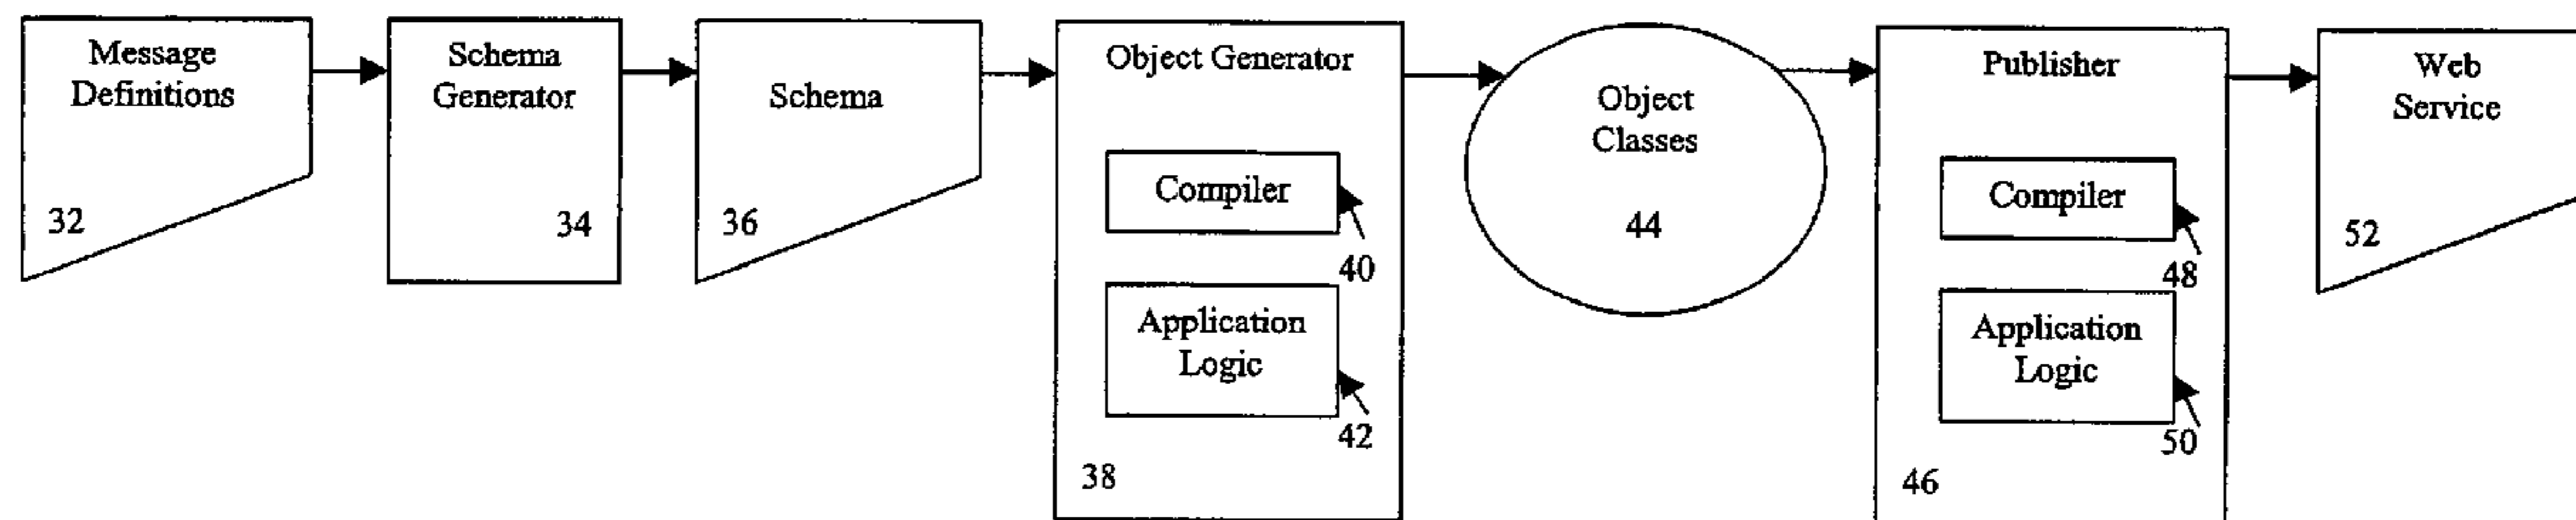 Message
Definitions
32
Schema
Generator
34
Schema
36
Object Generator
Compiler
40
Application
Logic
42
38
Object
Classes
44
Publisher
Compiler
48
Application
Logic
50
46
Web
Service
52